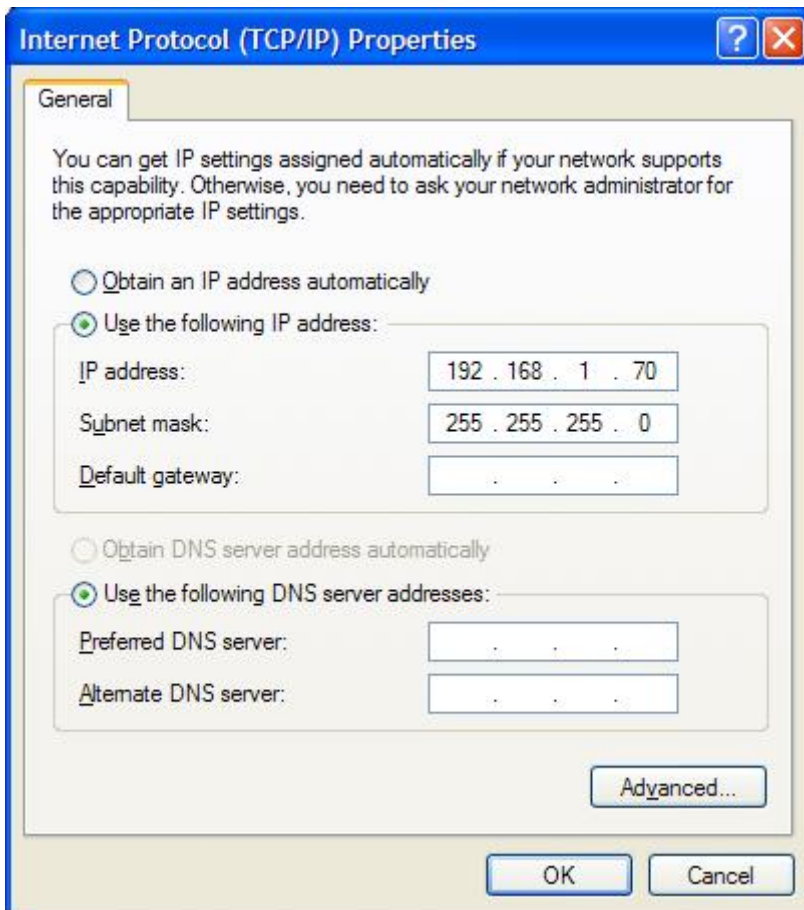 Internet Protocol (TCP/IP) Properties
General
You can get IP settings assigned automatically if your network supports
this capability. Otherwise, you need to ask your network administrator for
the appropriate IP settings.
Obtain an IP address automatically
Use the following IP address:
IP address: 192 . 168 . 1 . 70
Subnet mask: 255 . 255 . 255 . 0
Default gateway: . . .
Obtain DNS server address automatically
Use the following DNS server addresses:
Preferred DNS server: . . .
Alternate DNS server: . . .
Advanced...
OK Cancel